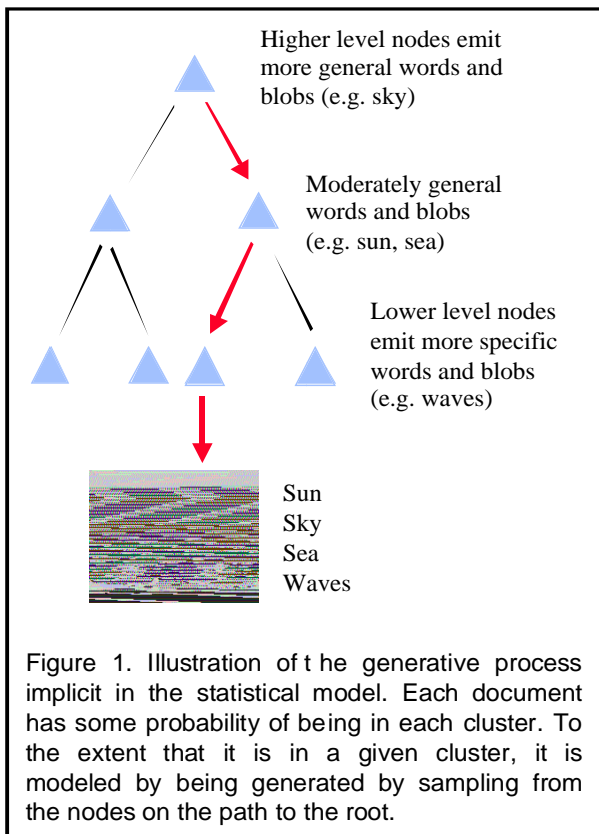 Higher level nodes emit
more general words and
blobs (e.g. sky)
Moderately general
words and blobs
(e.g. sun, sea)
Lower level nodes
emit more specific
words and blobs
(e.g. waves)
Sun
Sky
Sea
Waves
Figure 1. Illustration of t he generative process
implicit in the statistical model. Each document
has some probability of being in each cluster. To
the extent that it is in a given cluster, it is
modeled by being generated by sampling from
the nodes on the path to the root.